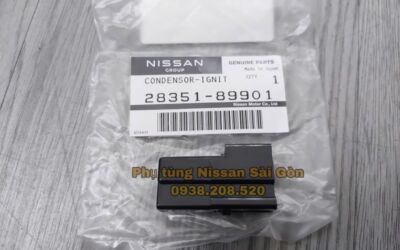 NISSAN
GROUP
GENUINE PARTS
Made in Japan
CONDENSOR-IGNIT
QTY 1
28351-89901
Nissan Motor Co., Ltd
Phụ tùng Nissan Sài Gòn
0938.208.520